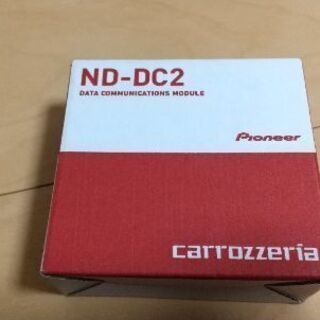 ND-DC2
DATA COMMUNICATIONS MODULE
Pioneer
carrozzeria